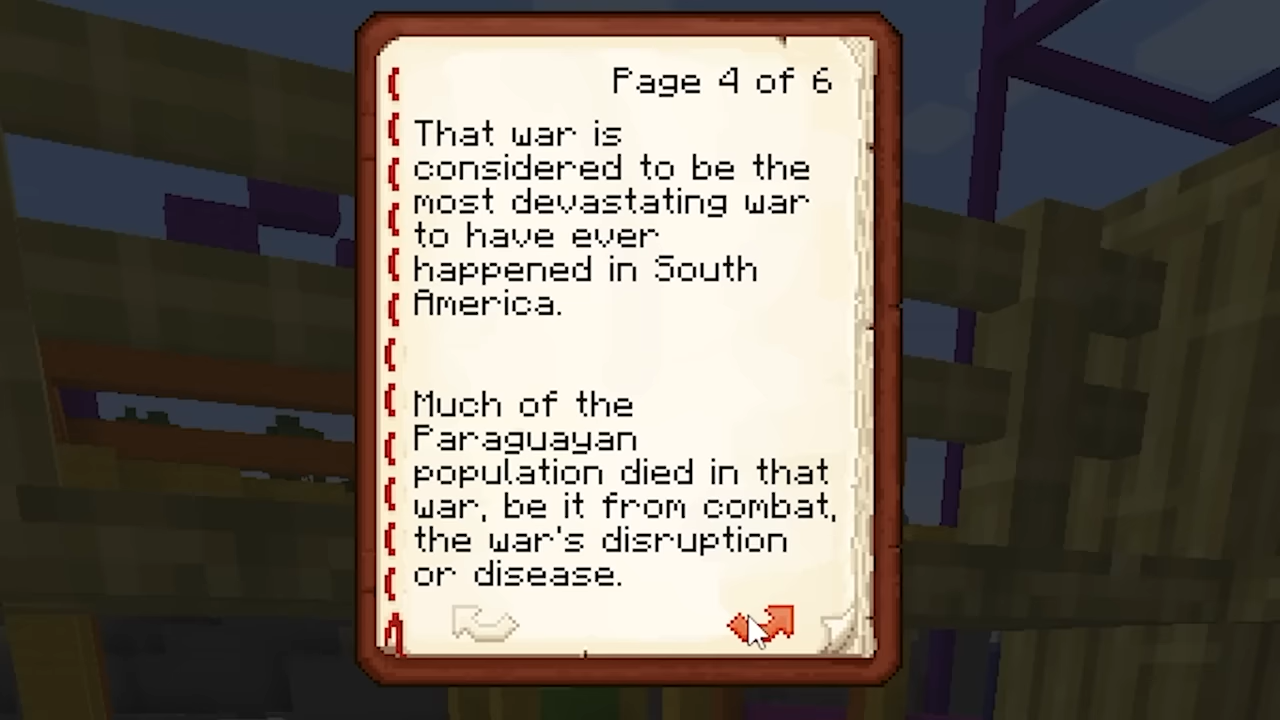 Page 4 of 6
That war is
considered to be the
most devastating war
to have ever
happened in South
America.
Much of the
Paraguayan
population died in that
war, be it from combat,
the war's disruption
or disease.